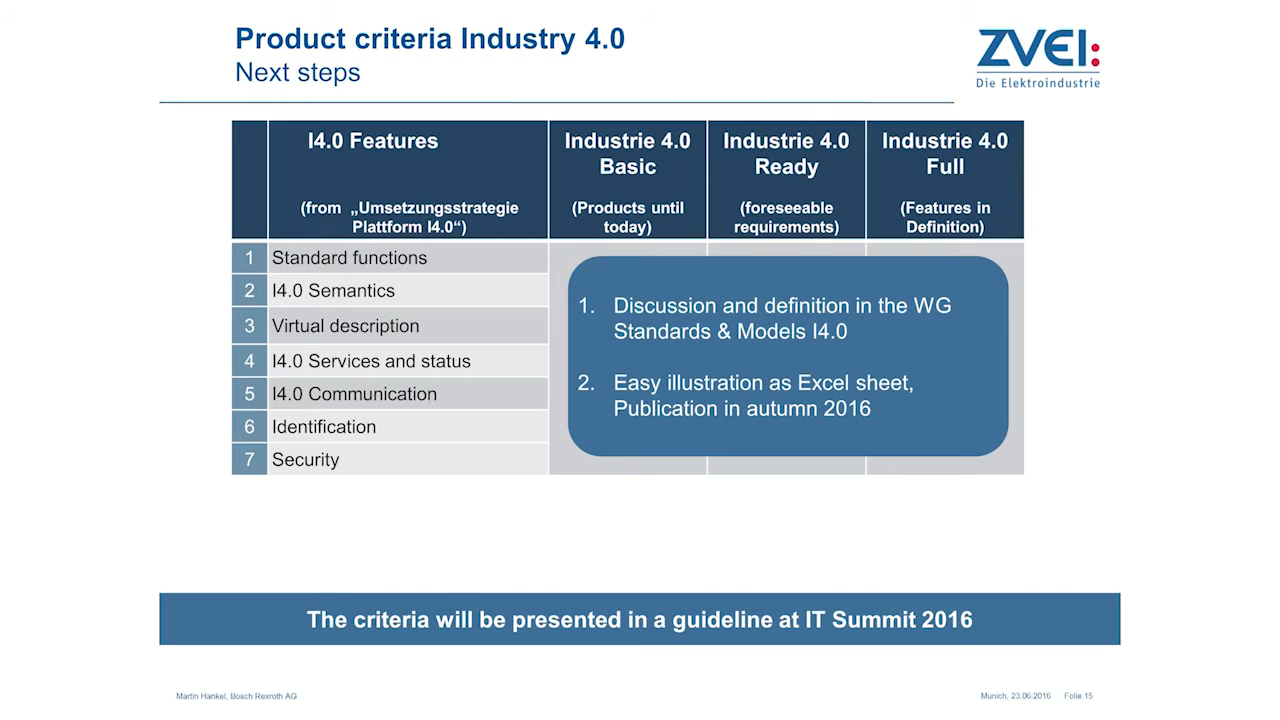 Product criteria Industry 4.0
Next steps
ZVEI:
Die Elektroindustrie
I4.0 Features
(from „Umsetzungsstrategie
Plattform I4.0“)
Industrie 4.0
Basic
(Products until
today)
Industrie 4.0
Ready
(foreseeable
requirements)
Industrie 4.0
Full
(Features in
Definition)
1 Standard functions
2 I4.0 Semantics
3 Virtual description
4 I4.0 Services and status
5 I4.0 Communication
6 Identification
7 Security
1. Discussion and definition in the WG
Standards & Models I4.0
2. Easy illustration as Excel sheet,
Publication in autumn 2016
The criteria will be presented in a guideline at IT Summit 2016
Martin Hankel, Bosch Rexroth AG
Munich, 23.06.2016 Folie 15